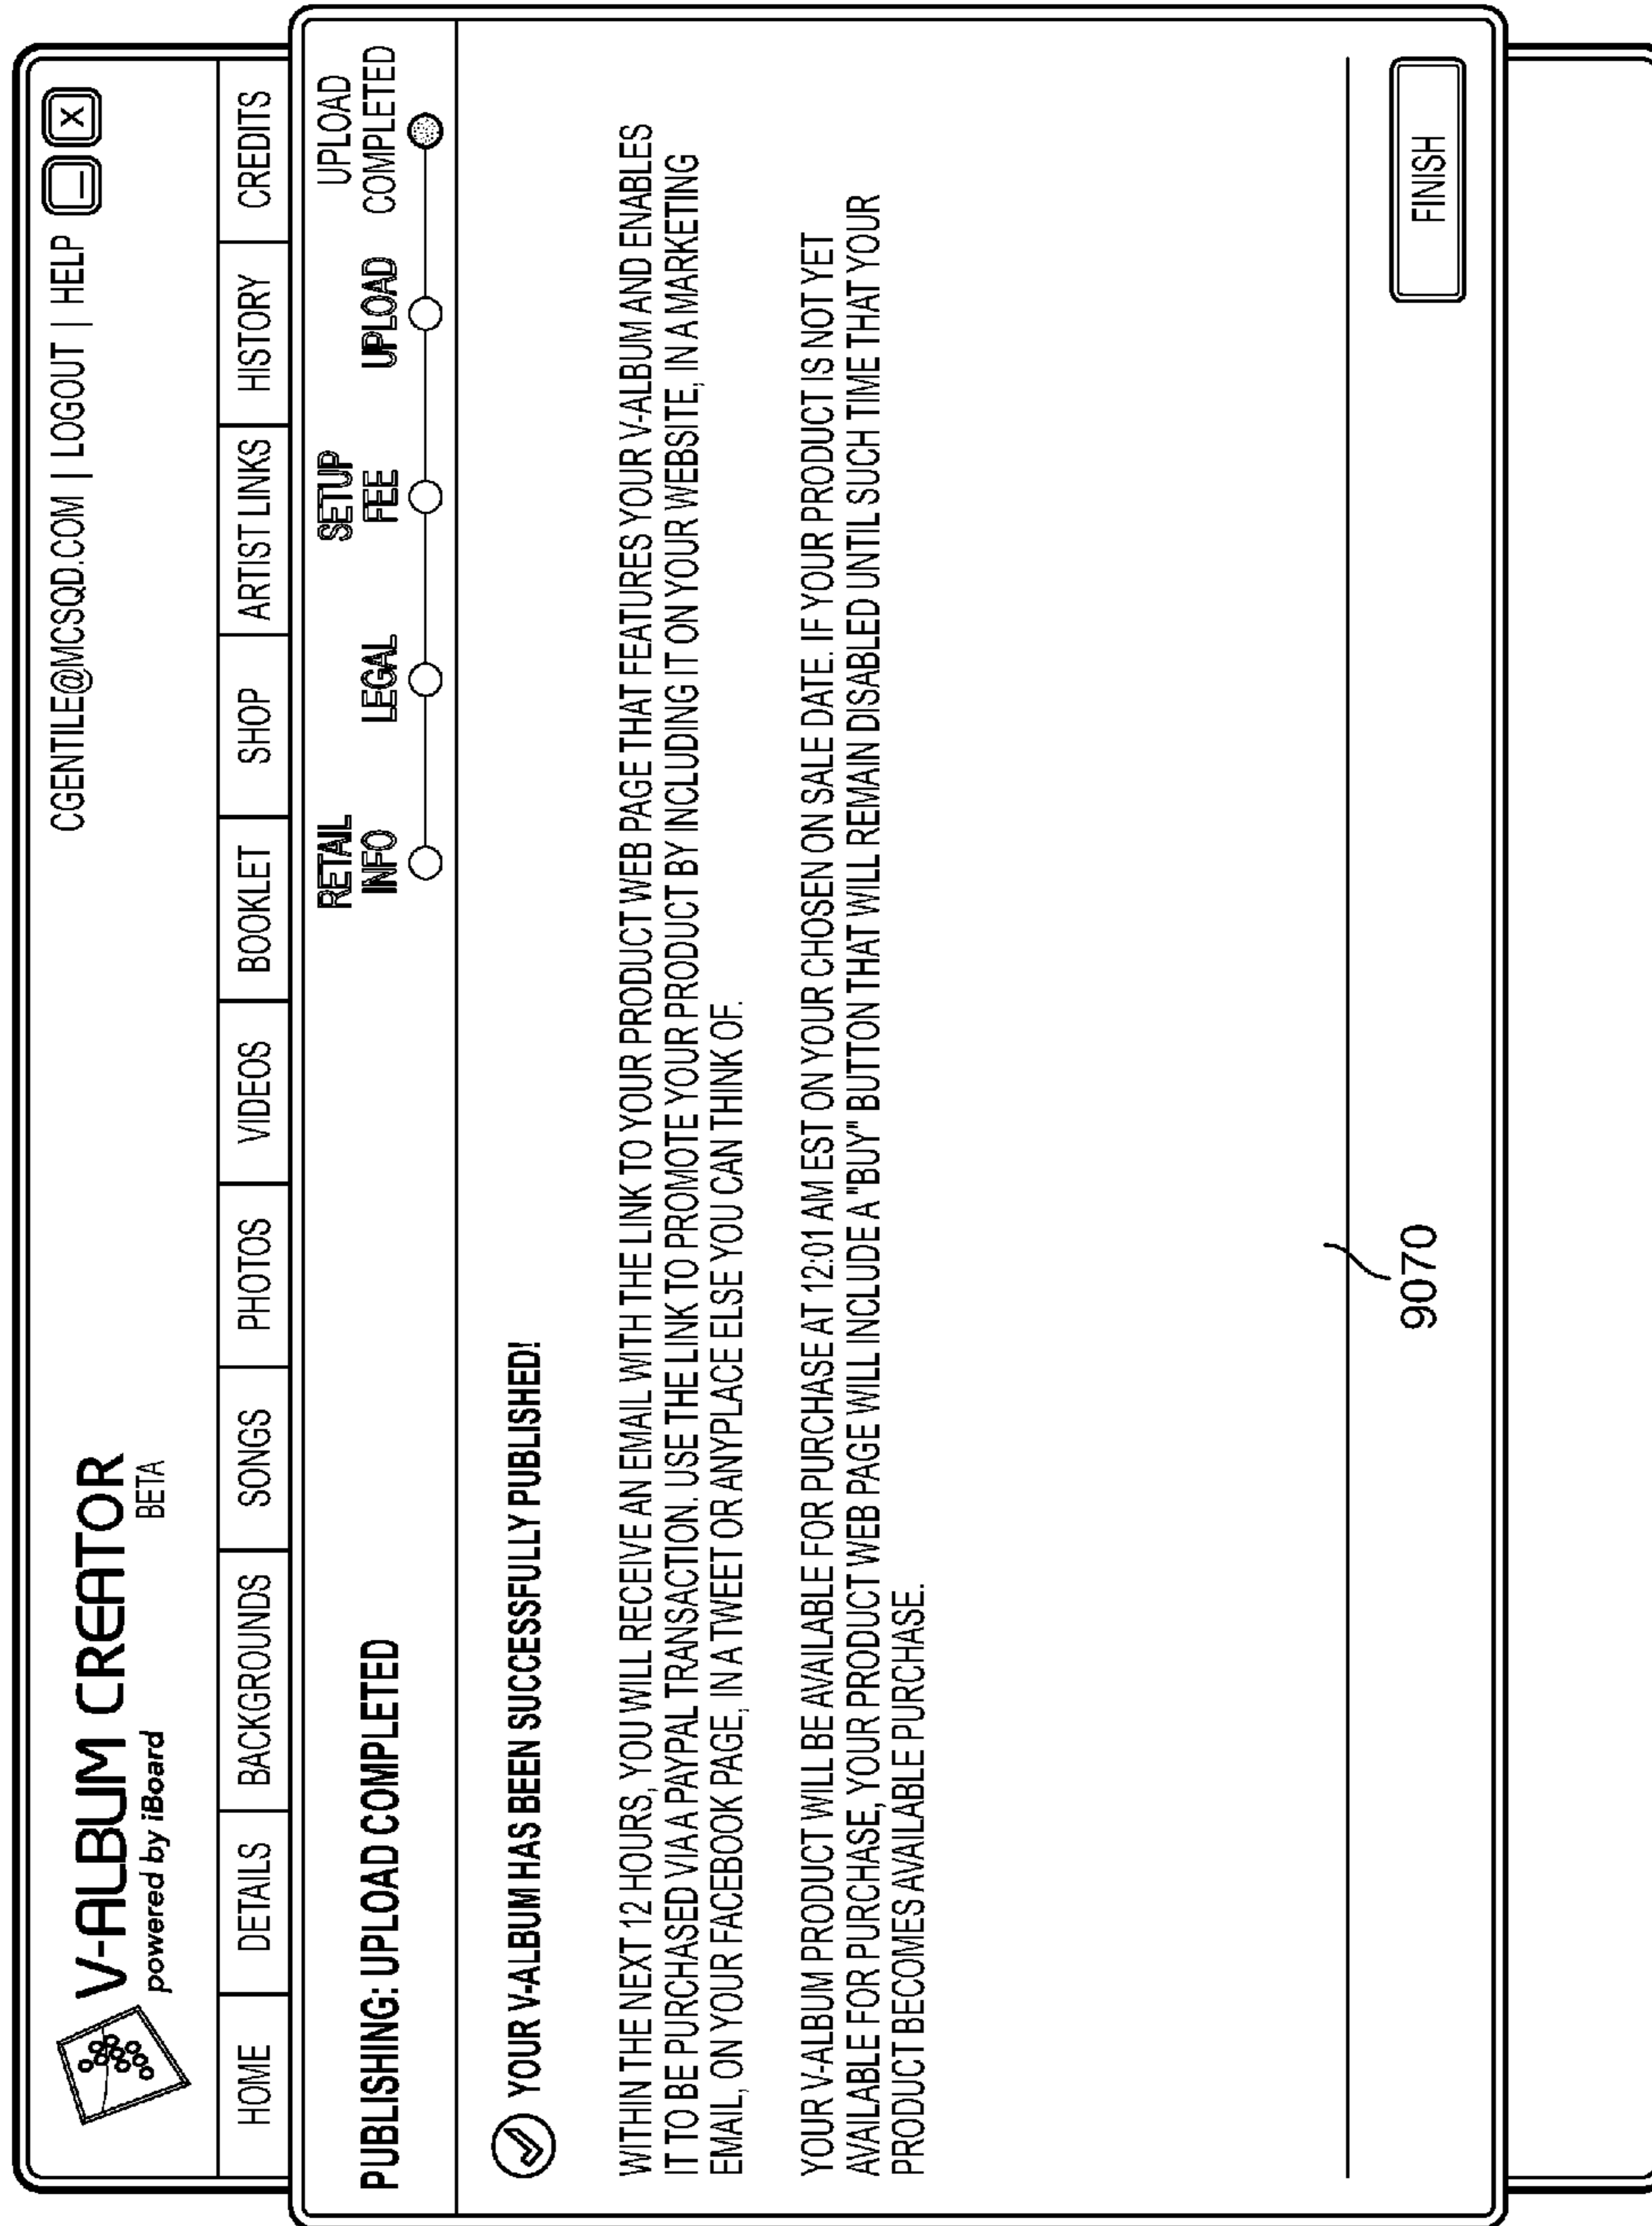 CGENTILE@MCSQD.COM | LOGOUT | HELP
X
V-ALBUM CREATOR
powered by iBoard
BETA
HOME DETAILS BACKGROUNDS SONGS PHOTOS VIDEOS BOOKLET SHOP ARTIST LINKS HISTORY CREDITS
PUBLISHING: UPLOAD COMPLETED
RETAIL
INFO
LEGAL
SETUP
FEE
UPLOAD
UPLOAD
COMPLETED
YOUR V-ALBUM HAS BEEN SUCCESSFULLY PUBLISHED!
WITHIN THE NEXT 12 HOURS, YOU WILL RECEIVE AN EMAIL WITH THE LINK TO YOUR PRODUCT WEB PAGE THAT FEATURES YOUR V-ALBUM AND ENABLES
IT TO BE PURCHASED VIA A PAYPAL TRANSACTION. USE THE LINK TO PROMOTE YOUR PRODUCT BY INCLUDING IT ON YOUR WEBSITE, IN A MARKETING
EMAIL, ON YOUR FACEBOOK PAGE, IN A TWEET OR ANYPLACE ELSE YOU CAN THINK OF.
YOUR V-ALBUM PRODUCT WILL BE AVAILABLE FOR PURCHASE AT 12:01 AM EST ON YOUR CHOSEN ON SALE DATE. IF YOUR PRODUCT IS NOT YET
AVAILABLE FOR PURCHASE, YOUR PRODUCT WEB PAGE WILL INCLUDE A "BUY" BUTTON THAT WILL REMAIN DISABLED UNTIL SUCH TIME THAT YOUR
PRODUCT BECOMES AVAILABLE PURCHASE.
FINISH
9070